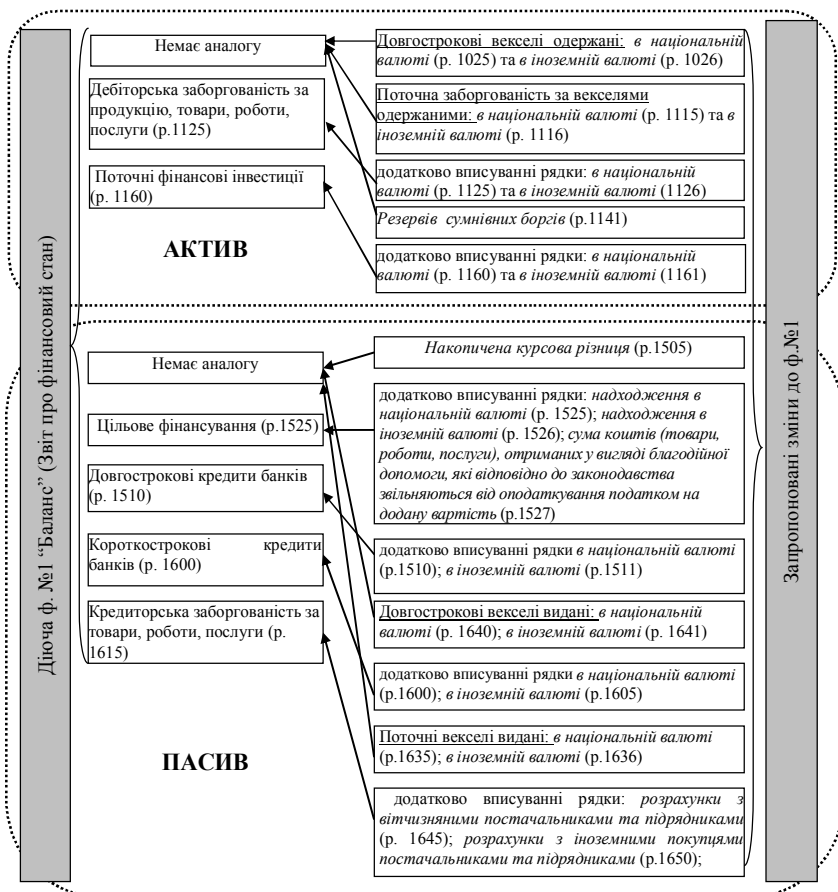 Діюча ф. №1 “Баланс” (Звіт про фінансовий стан)
Немає аналогу
Дебіторська заборгованість за
продукцію, товари, роботи,
послуги (р.1125)
Поточні фінансові інвестиції
(р. 1160)
АКТИВ
Довгострокові векселі одержані: в національній
валюті (р. 1025) та в іноземній валюті (р. 1026)
Поточна заборгованість за векселями
одержаними: в національній валюті (р. 1115) та в
іноземній валюті (р. 1116)
додатково вписуванні рядки: в національній
валюті (р. 1125) та в іноземній валюті (1126)
Резервів сумнівних боргів (р.1141)
додатково вписуванні рядки: в національній
валюті (р. 1160) та в іноземній валюті (1161)
Немає аналогу
Цільове фінансування (р.1525)
Довгострокові кредити банків
(р. 1510)
Короткострокові кредити
банків (р. 1600)
Кредиторська заборгованість за
товари, роботи, послуги (р.
1615)
ПАСИВ
Накопичена курсова різниця (р.1505)
додатково вписуванні рядки: надходження в
національній валюті (р. 1525); надходження в
іноземній валюті (р. 1526); сума коштів (товари,
роботи, послуги), отриманих у вигляді благодійної
допомоги, які відповідно до законодавства
звільняються від оподаткування податком на
додану вартість (р.1527)
додатково вписуванні рядки в національній валюті
(р.1510); в іноземній валюті (р.1511)
Довгострокові векселі видані: в національній
валюті (р. 1640); в іноземній валюті (р. 1641)
додатково вписуванні рядки в національній валюті
(р.1600); в іноземній валюті (р.1605)
Поточні векселі видані: в національній валюті
(р.1635); в іноземній валюті (р.1636)
додатково вписуванні рядки: розрахунки з
вітчизняними постачальниками та підрядниками
(р. 1645); розрахунки з іноземними покупцями
постачальниками та підрядниками (р.1650);
Запропоновані зміни до ф.№1